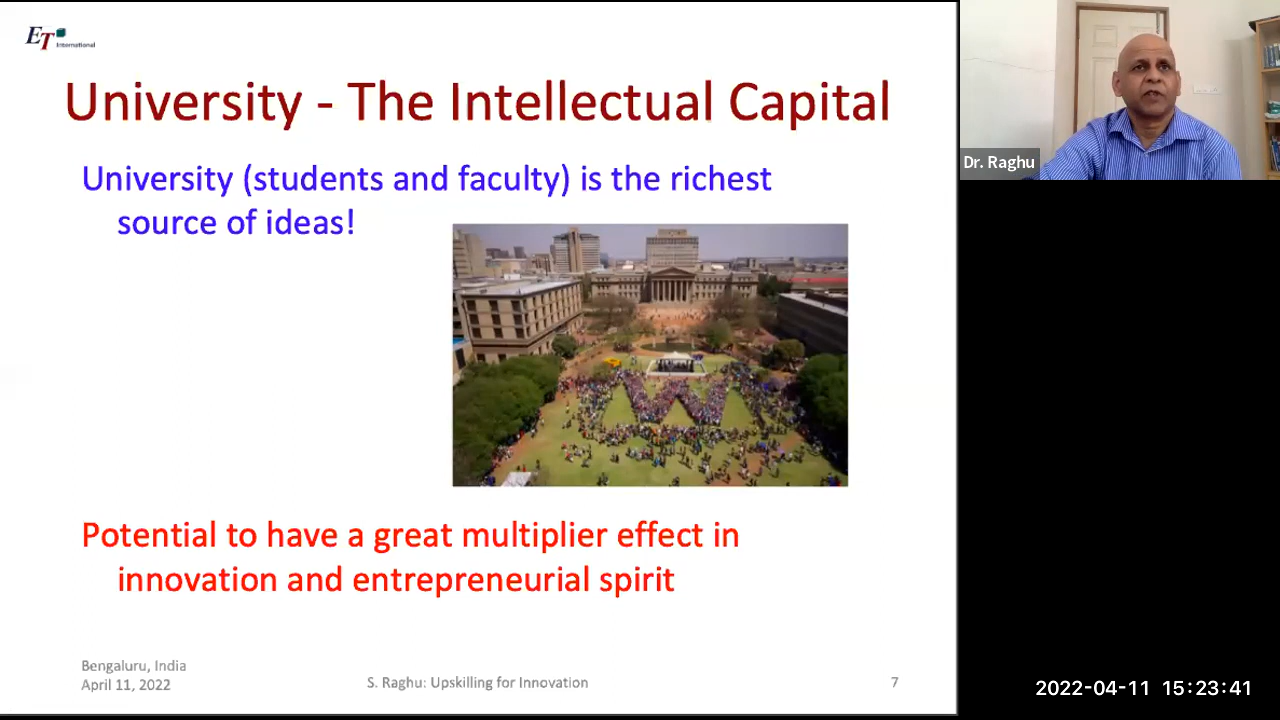 ET
International
University - The Intellectual Capital
University (students and faculty) is the richest
source of ideas!
Potential to have a great multiplier effect in
innovation and entrepreneurial spirit
Bengaluru, India
April 11, 2022
S. Raghu: Upskilling for Innovation
7
Dr. Raghu
2022-04-11 15:23:41